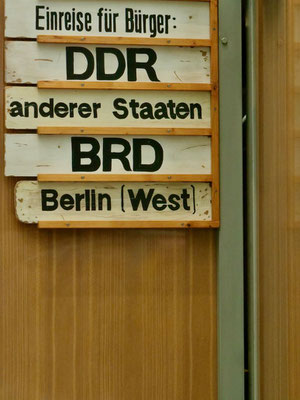 Einreise für Bürger:
DDR
anderer Staaten
BRD
Berlin (West)